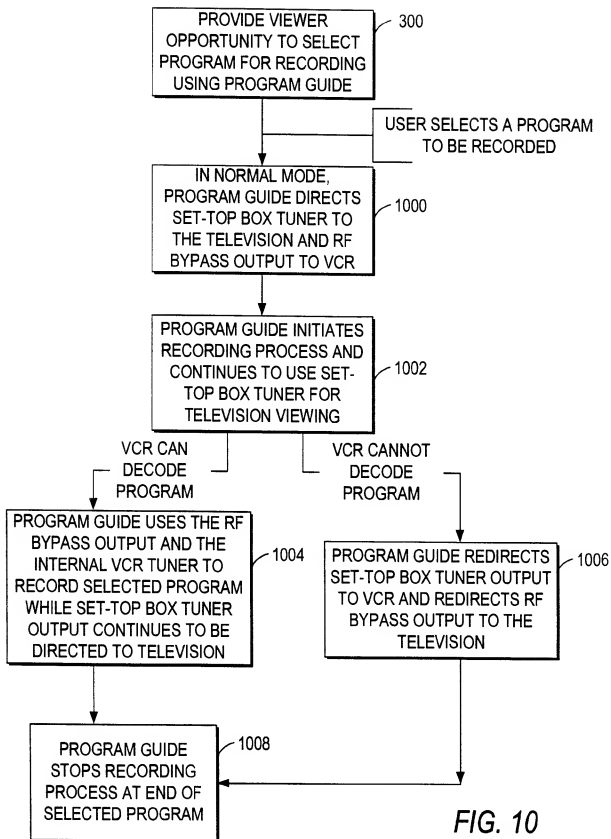 PROVIDE VIEWER
OPPORTUNITY TO SELECT
PROGRAM FOR RECORDING
USING PROGRAM GUIDE
300
USER SELECTS A PROGRAM
TO BE RECORDED
IN NORMAL MODE,
PROGRAM GUIDE DIRECTS
SET-TOP BOX TUNER TO
THE TELEVISION AND RF
BYPASS OUTPUT TO VCR
1000
PROGRAM GUIDE INITIATES
RECORDING PROCESS AND
CONTINUES TO USE SET-
TOP BOX TUNER FOR
TELEVISION VIEWING
1002
VCR CAN
DECODE
PROGRAM
VCR CANNOT
DECODE
PROGRAM
PROGRAM GUIDE USES THE RF
BYPASS OUTPUT AND THE
INTERNAL VCR TUNER TO
RECORD SELECTED PROGRAM
WHILE SET-TOP BOX TUNER
OUTPUT CONTINUES TO BE
DIRECTED TO TELEVISION
1004
PROGRAM GUIDE REDIRECTS
SET-TOP BOX TUNER OUTPUT
TO VCR AND REDIRECTS RF
BYPASS OUTPUT TO THE
TELEVISION
1006
PROGRAM GUIDE
STOPS RECORDING
PROCESS AT END OF
SELECTED PROGRAM
1008
FIG. 10